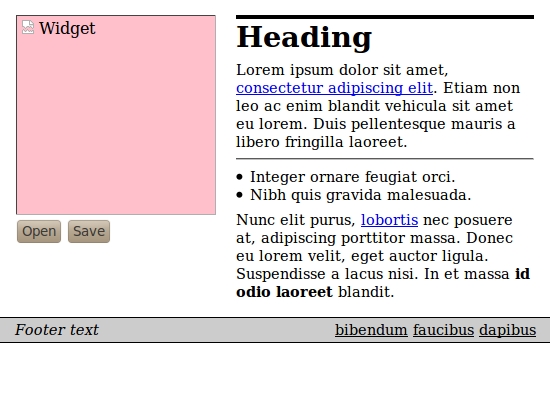 Widget
Open Save
Heading
Lorem ipsum dolor sit amet,
consectetur adipiscing elit. Etiam non
leo ac enim blandit vehicula sit amet
eu lorem. Duis pellentesque mauris a
libero fringilla laoreet.
Integer ornare feugiat orci.
Nibh quis gravida malesuada.
Nunc elit purus, lobortis nec posuere
at, adipiscing porttitor massa. Donec
eu lorem velit, eget auctor ligula.
Suspendisse a lacus nisi. In et massa id
odio laoreet blandit.
Footer text bibendum faucibus dapibus